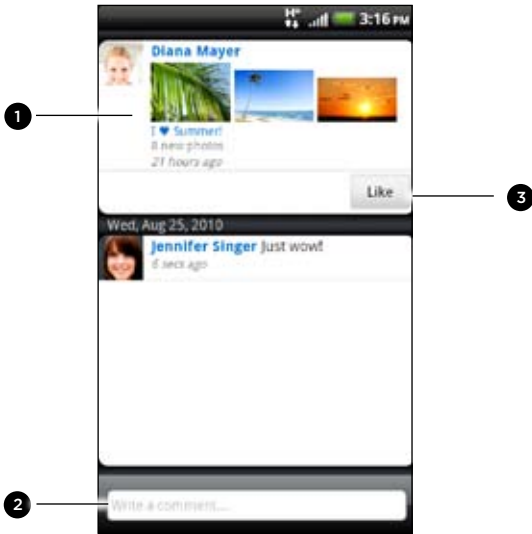 H+ 3:16 PM
Diana Mayer
1
I ♥ Summer!
8 new photos
21 hours ago
Like
3
Wed, Aug 25, 2010
Jennifer Singer Just wow!
6 secs ago
2
Write a comment...